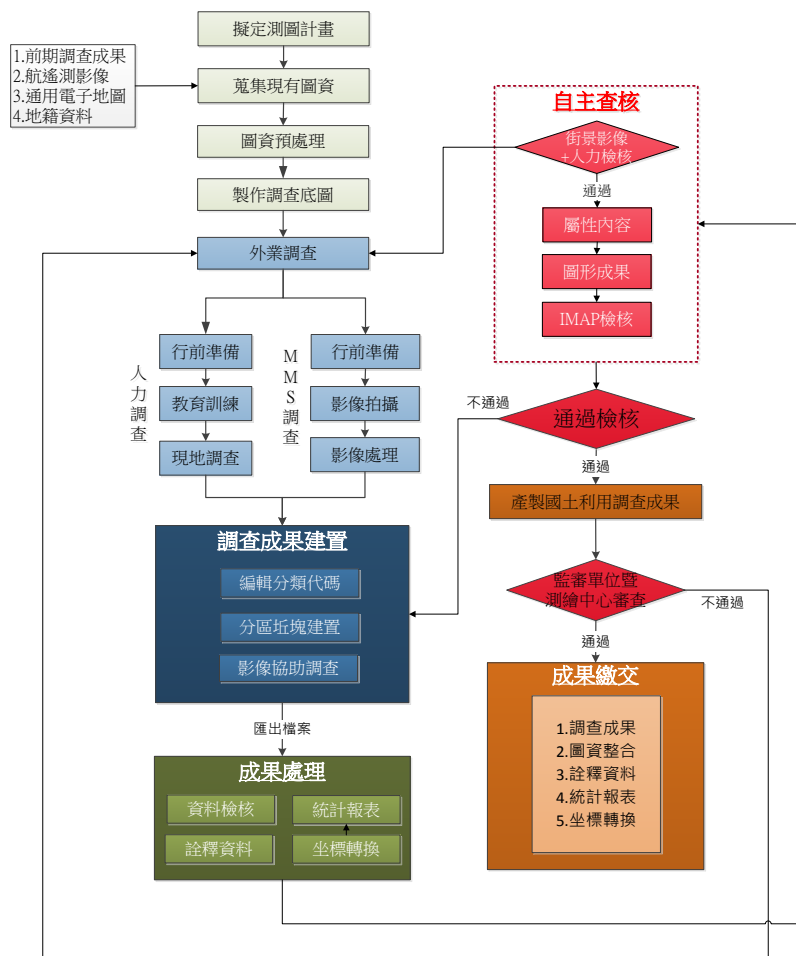 擬定測圖計畫
1.前期調查成果
2.航遙測影像
3.通用電子地圖
4.地籍資料
蒐集現有圖資
圖資預處理
製作調查底圖
外業調查
人力調查
行前準備
教育訓練
現地調查
MMS調查
行前準備
影像拍攝
影像處理
調查成果建置
編輯分類代碼
分區坵塊建置
影像協助調查
匯出檔案
成果處理
資料檢核
統計報表
詮釋資料
坐標轉換
自主查核
街景影像
+人力檢核
通過
屬性內容
圖形成果
IMAP檢核
不通過
通過檢核
通過
產製國土利用調查成果
監審單位暨
測繪中心審查
不通過
通過
成果繳交
1.調查成果
2.圖資整合
3.詮釋資料
4.統計報表
5.坐標轉換